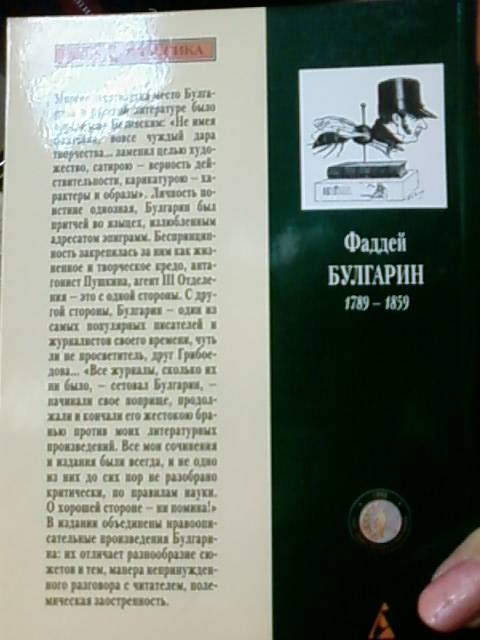 место Булга-
литературе было
Белинским: «Не имея
вовсе чуждый дара
творчества... заменил целью худо-
жество, сатирою – верность дей-
ствительности, карикатурою – ха-
рактеры и образы». Личность по-
истине одиозная, Булгарин был
притчей во языцех, излюбленным
адресатом эпиграмм. Беспринцип-
ность закрепилась за ним как жиз-
ненное и творческое кредо, анта-
гонист Пушкина, агент III Отделе-
ния – это с одной стороны. С дру-
гой стороны, Булгарин – один из
самых популярных писателей и
журналистов своего времени, чуть
ли не просветитель, друг Грибое-
дова... «Все журналы, сколько их
ни было, – сетовал Булгарин, –
начинали свое поприще, продол-
жали и кончали его жестокою бра-
нью против моих литературных
произведений. Все мои сочинения
и издания были всегда, и не одно
из них до сих пор не разобрано
критически, по правилам науки.
О хорошей стороне – ни помина!»
В издании объединены нравоопи-
сательные произведения Булгари-
на: их отличает разнообразие сю-
жетов и тем, манера непринужден-
ного разговора с читателем, поле-
мическая заостренность.
Фаддей
БУЛГАРИН
1789 – 1859